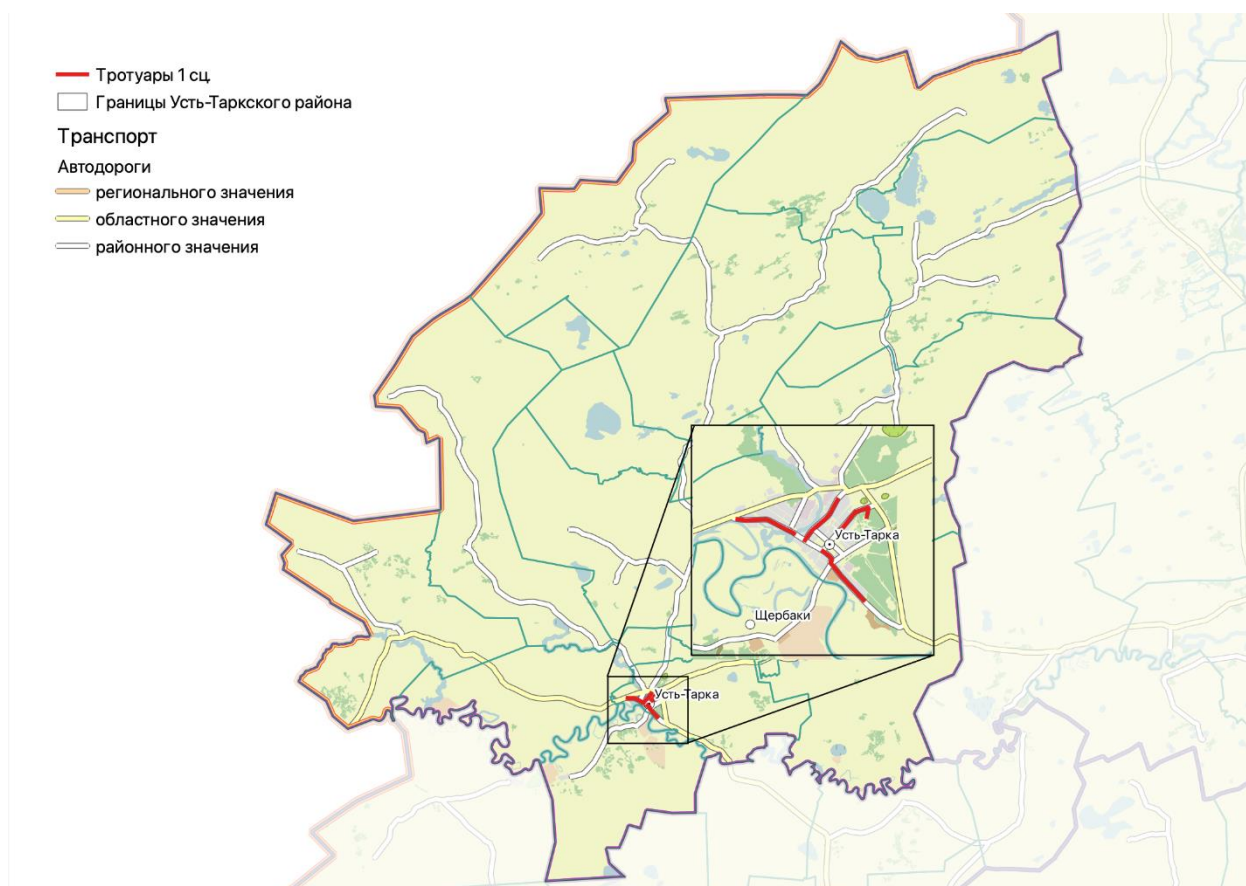 Тротуары 1 сц.
Границы Усть-Таркского района
Транспорт
Автодороги
регионального значения
областного значения
районного значения
Усть-Тарка
Щербаки
Усть-Тарка